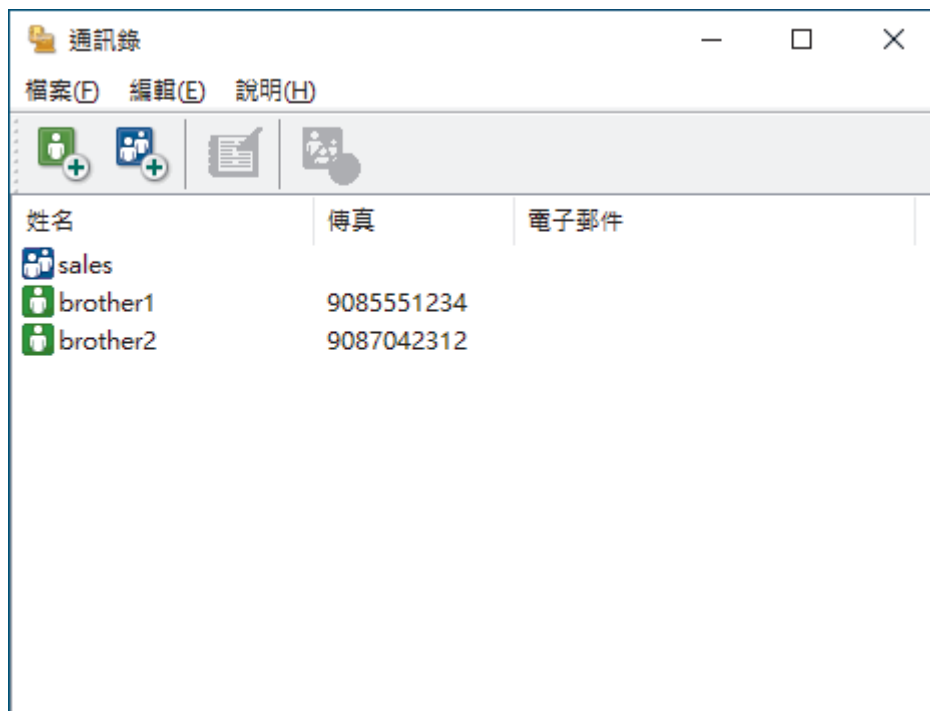 通訊錄
檔案(F) 編輯(E) 說明(H)
姓名 傳真 電子郵件
sales
brother1 9085551234
brother2 9087042312